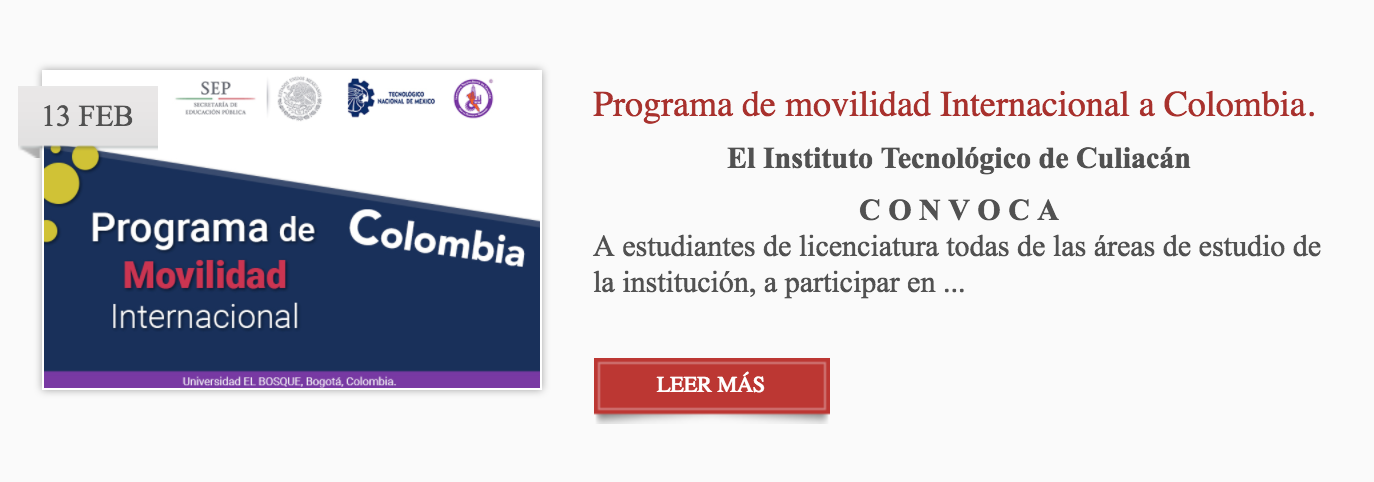 13 FEB
SEP
SECRETARÍA DE
EDUCACIÓN PÚBLICA
TECNOLÓGICO
NACIONAL DE MÉXICO
Programa de
Movilidad
Internacional
Colombia
Universidad EL BOSQUE, Bogotá, Colombia.
Programa de movilidad Internacional a Colombia.
El Instituto Tecnológico de Culiacán
C O N V O C A
A estudiantes de licenciatura todas de las áreas de estudio de
la institución, a participar en ...
LEER MÁS